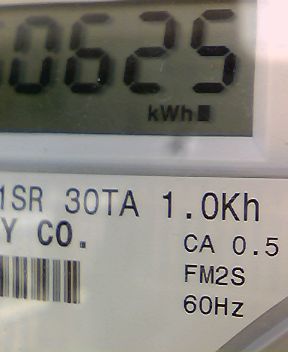 0625
kWh
1SR 30TA 1.0Kh
Y CO.
CA 0.5
FM2S
60Hz